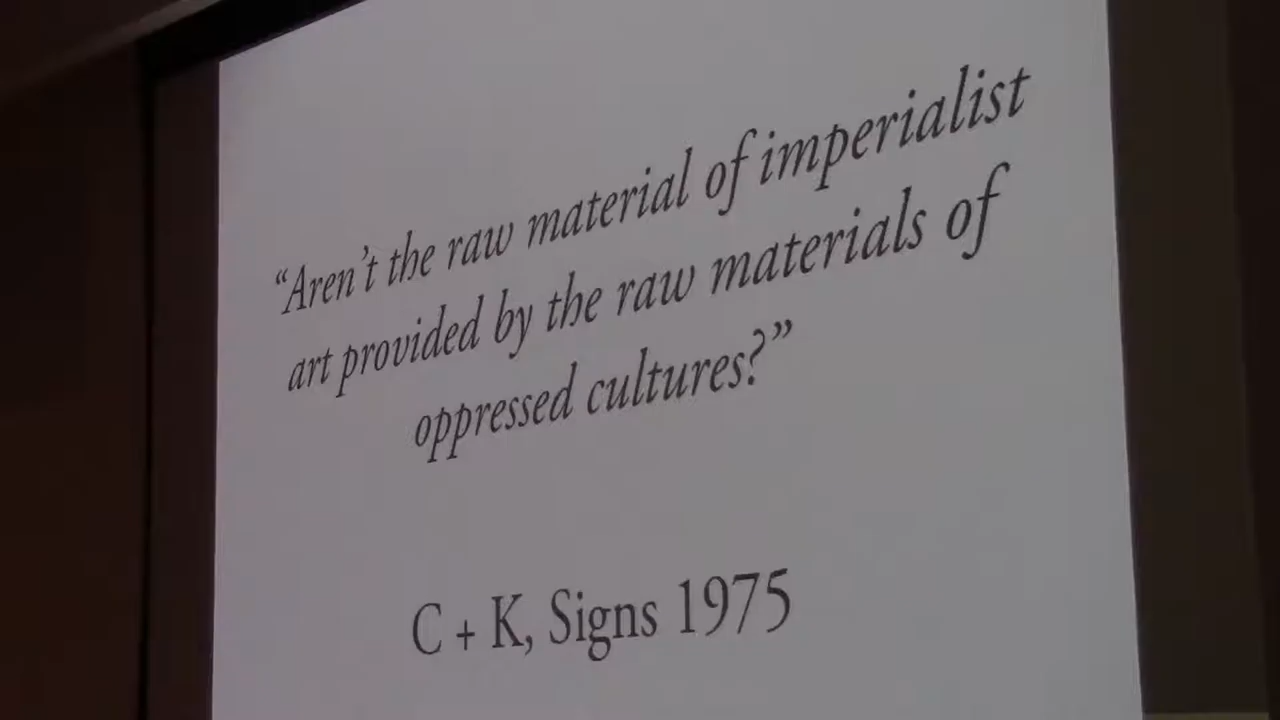 “Aren’t the raw material of imperialist
art provided by the raw materials of
oppressed cultures?”
C + K, Signs 1975